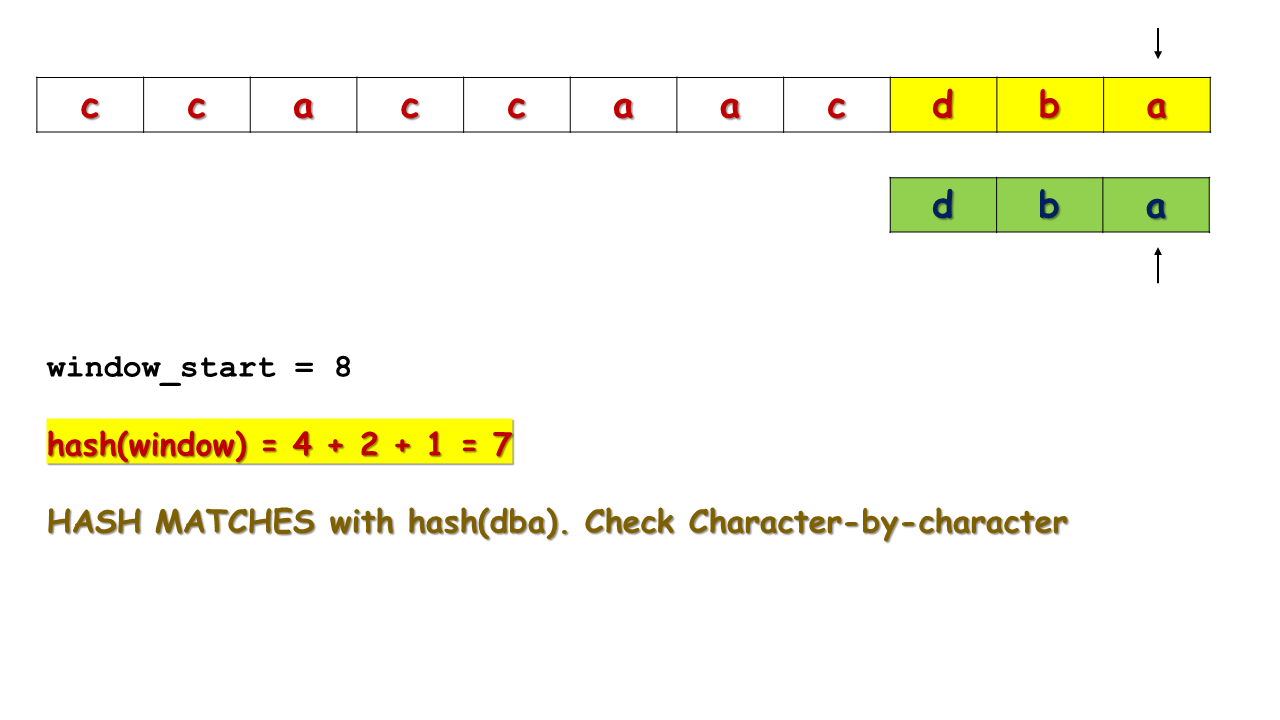 c c a c c a a c d b a
d b a
window_start = 8
hash(window) = 4 + 2 + 1 = 7
HASH MATCHES with hash(dba). Check Character-by-character